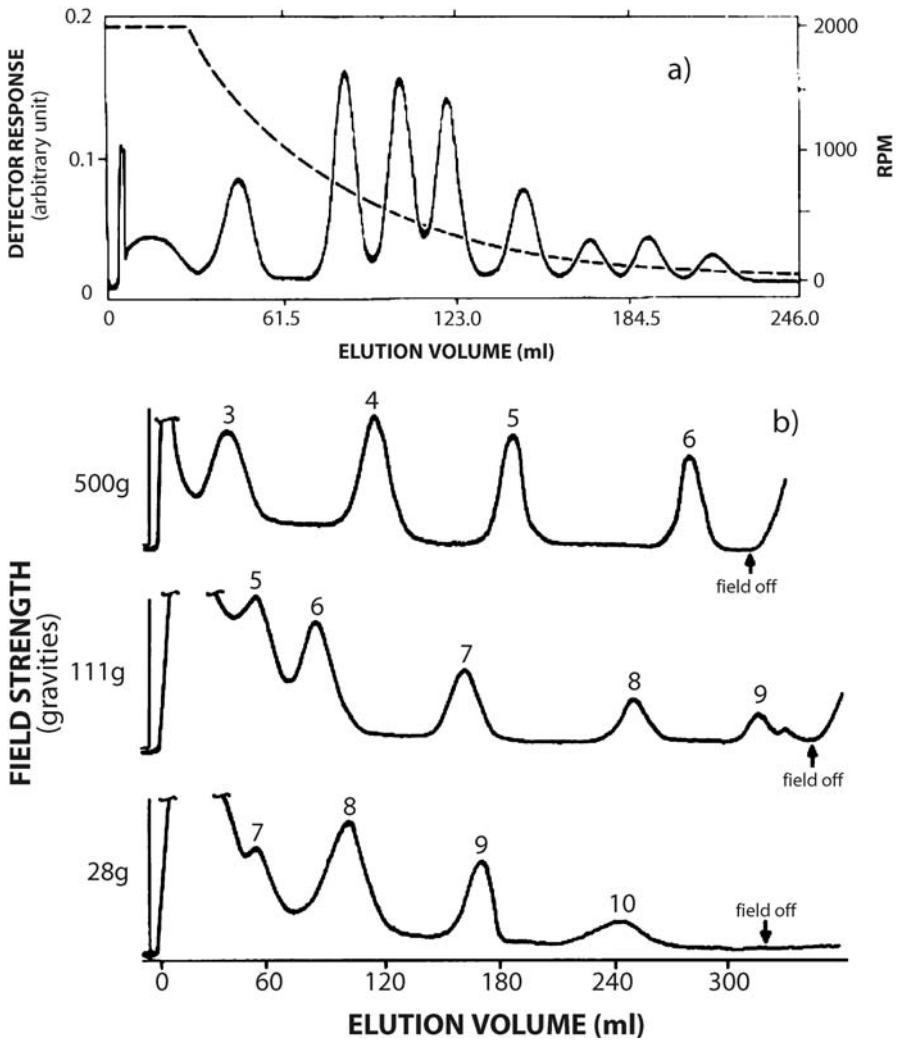 0.2
2000
a)
DETECTOR RESPONSE
(arbitrary unit)
0.1
1000
RPM
0
0
0
61.5
123.0
184.5
246.0
ELUTION VOLUME (ml)
b)
3
4
5
6
500g
field off
FIELD STRENGTH
(gravities)
5
6
7
8
9
111g
field off
7
8
9
10
28g
field off
0
60
120
180
240
300
ELUTION VOLUME (ml)